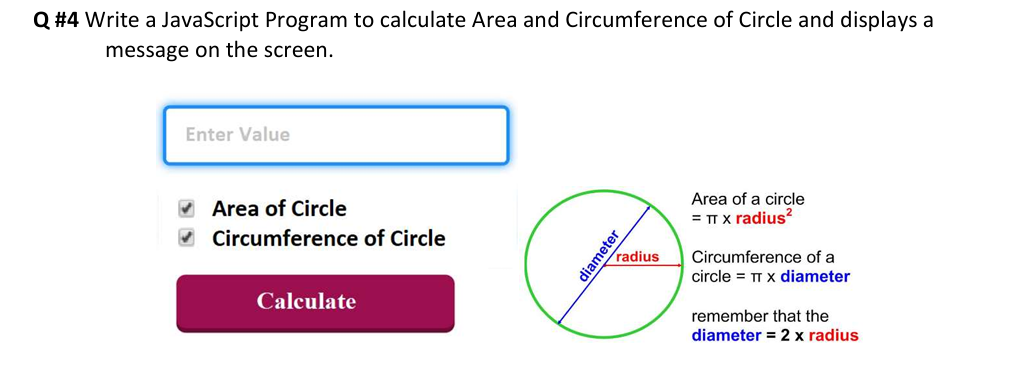 Q #4 Write a JavaScript Program to calculate Area and Circumference of Circle and displays a
message on the screen.
Enter Value
Area of Circle
Circumference of Circle
Calculate
diameter
radius
Area of a circle
= π x radius²
Circumference of a
circle = π x diameter
remember that the
diameter = 2 x radius